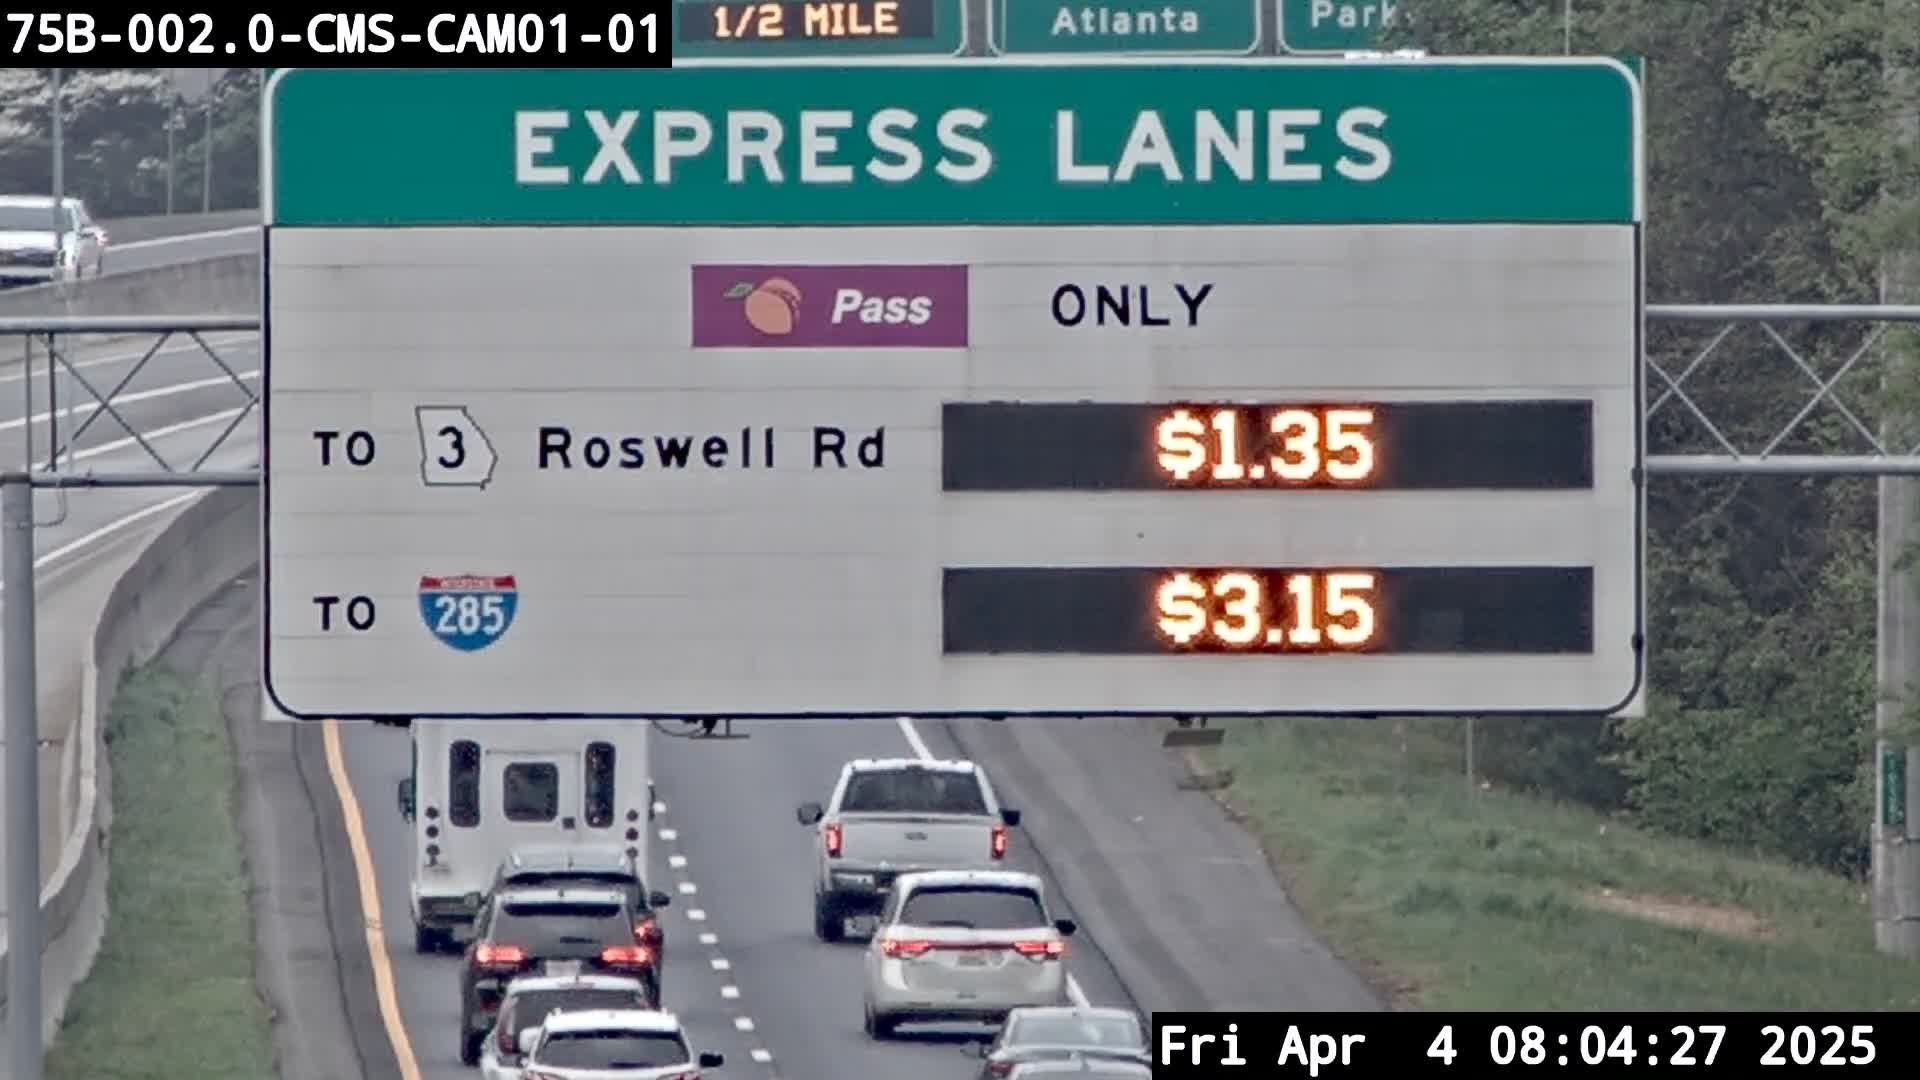 75B-002.0-CMS-CAM01-01
1/2 MILE
Atlanta
Park
EXPRESS LANES
Pass ONLY
TO 3 Roswell Rd $1.35
TO 285 $3.15
Fri Apr 4 08:04:27 2025